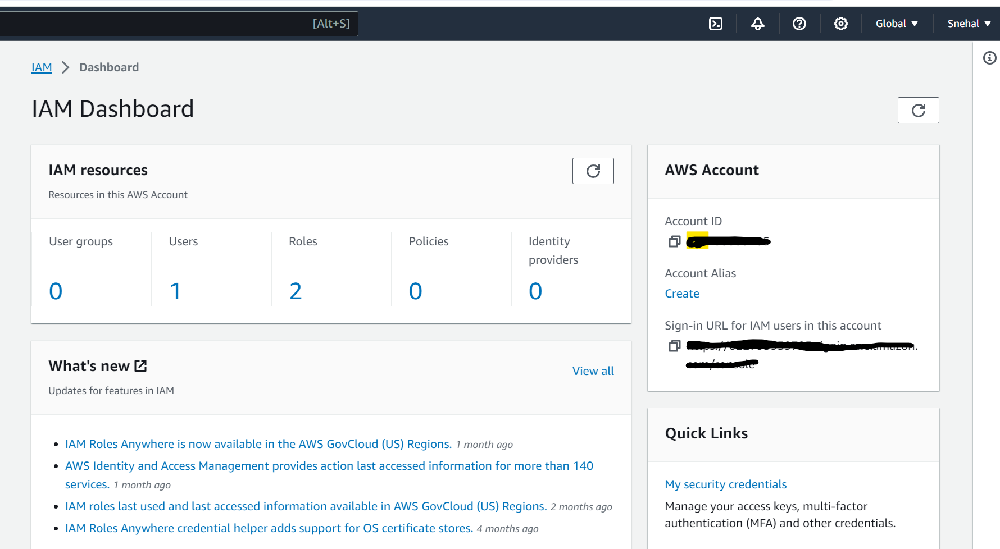 [Alt+S]
Global
Snehal
IAM
Dashboard
IAM Dashboard
IAM resources
Resources in this AWS Account
User groups
Users
Roles
Policies
Identity
providers
0
1
2
0
0
What's new
View all
Updates for features in IAM
IAM Roles Anywhere is now available in the AWS GovCloud (US) Regions. 1 month ago
AWS Identity and Access Management provides action last accessed information for more than 140
services. 1 month ago
IAM roles last used and last accessed information available in AWS GovCloud (US) Regions. 2 months ago
IAM Roles Anywhere credential helper adds support for OS certificate stores. 4 months ago
AWS Account
Account ID
Account Alias
Create
Sign-in URL for IAM users in this account
Quick Links
My security credentials
Manage your access keys, multi-factor
authentication (MFA) and other credentials.